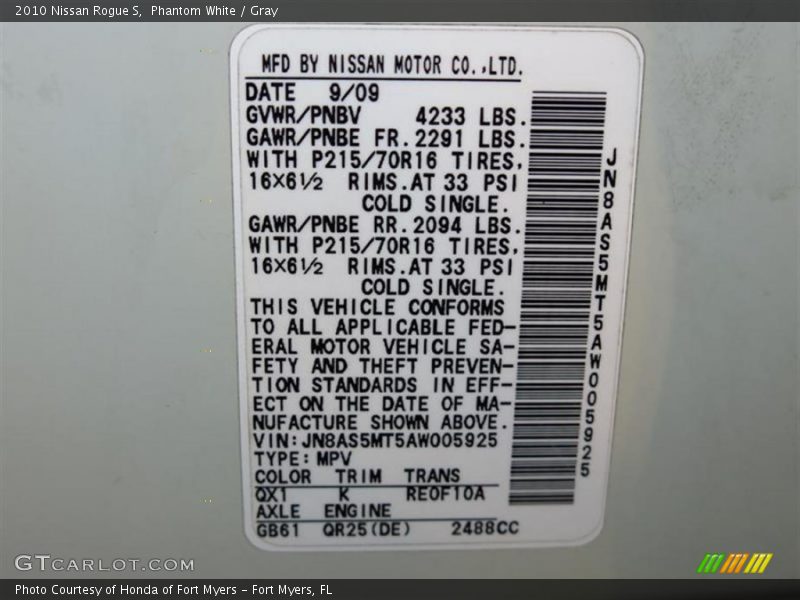 2010 Nissan Rogue S,  Phantom White / Gray
MFD BY NISSAN MOTOR CO.,LTD.
DATE 9/09
GVWR/PNBV 4233 LBS.
GAWR/PNBE FR.2291 LBS.
WITH P215/70R16 TIRES,
16X6½ RIMS.AT 33 PSI
COLD SINGLE.
GAWR/PNBE RR.2094 LBS.
WITH P215/70R16 TIRES,
16X6½ RIMS.AT 33 PSI
COLD SINGLE.
THIS VEHICLE CONFORMS
TO ALL APPLICABLE FED-
ERAL MOTOR VEHICLE SA-
FETY AND THEFT PREVEN-
TION STANDARDS IN EFF-
ECT ON THE DATE OF MA-
NUFACTURE SHOWN ABOVE.
VIN:JN8AS5MT5AW005925
TYPE:MPV
COLOR TRIM TRANS
QX1 K RE0F10A
AXLE ENGINE
GB61 QR25(DE) 2488CC
JN8AS5MT5AW005925
GTCARLOT.COM
Photo Courtesy of Honda of Fort Myers – Fort Myers, FL